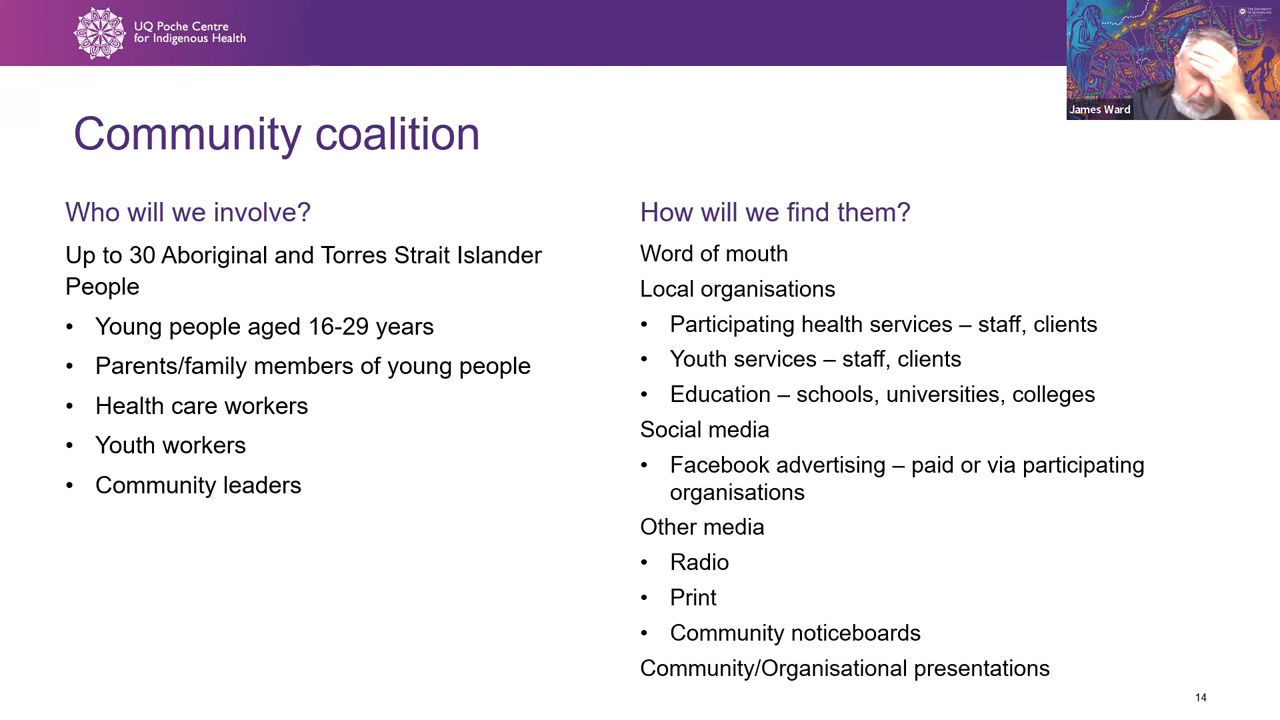 UQ Poche Centre
for Indigenous Health
James Ward
Community coalition
Who will we involve?
Up to 30 Aboriginal and Torres Strait Islander
People
• Young people aged 16-29 years
• Parents/family members of young people
• Health care workers
• Youth workers
• Community leaders
How will we find them?
Word of mouth
Local organisations
• Participating health services – staff, clients
• Youth services – staff, clients
• Education – schools, universities, colleges
Social media
• Facebook advertising – paid or via participating
organisations
Other media
• Radio
• Print
• Community noticeboards
Community/Organisational presentations
14